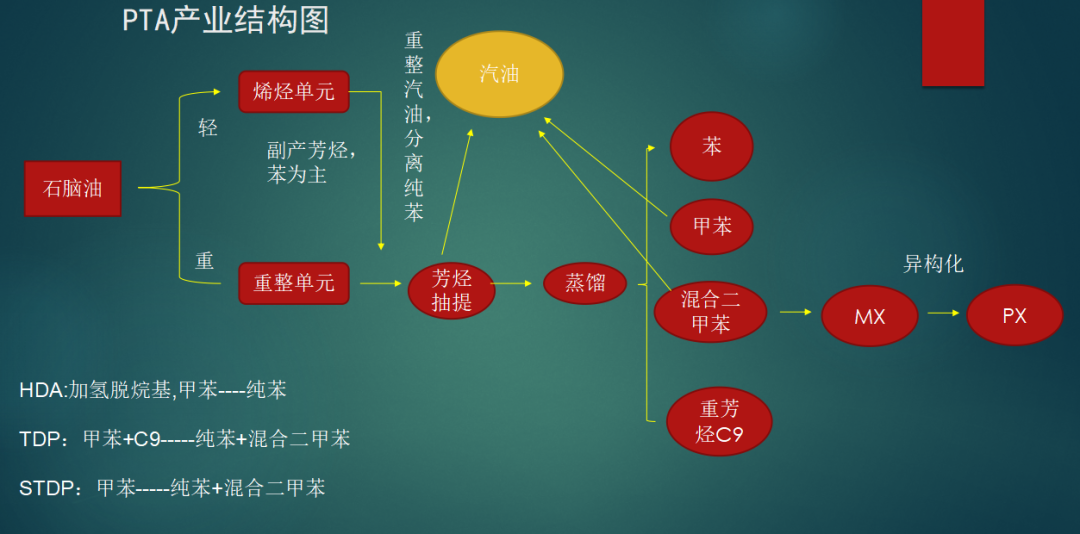 PTA产业结构图
重
整
汽
油，
分
离
纯
苯
汽油
烯烃单元
轻
副产芳烃，
苯为主
石脑油
重
重整单元
芳烃
抽提
蒸馏
苯
甲苯
混合二
甲苯
重芳
烃C9
异构化
MX
PX
HDA:加氢脱烷基,甲苯----纯苯
TDP：甲苯+C9-----纯苯+混合二甲苯
STDP：甲苯-----纯苯+混合二甲苯